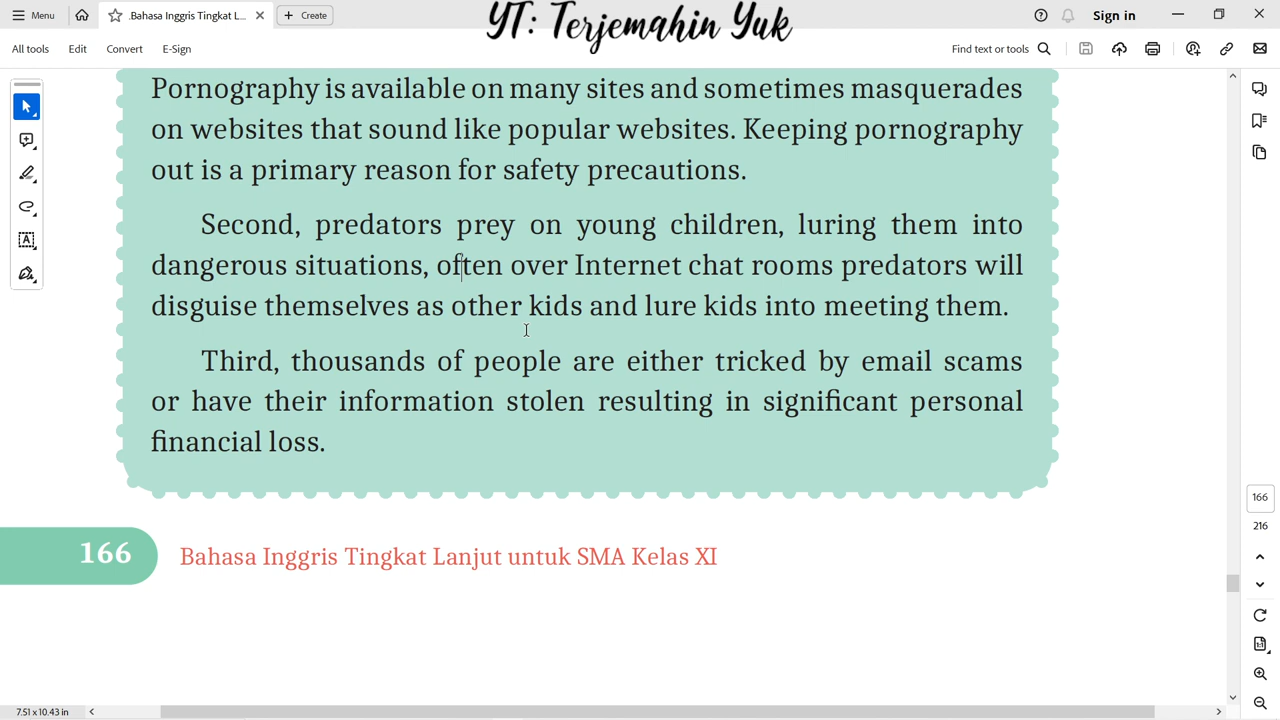 Menu
.Bahasa Inggris Tingkat L...
Create
YT: Terjemahin Yuk
Sign in
All tools
Edit
Convert
E-Sign
Find text or tools
Pornography is available on many sites and sometimes masquerades
on websites that sound like popular websites. Keeping pornography
out is a primary reason for safety precautions.
Second, predators prey on young children, luring them into
dangerous situations, often over Internet chat rooms predators will
disguise themselves as other kids and lure kids into meeting them.
Third, thousands of people are either tricked by email scams
or have their information stolen resulting in significant personal
financial loss.
166
216
166
Bahasa Inggris Tingkat Lanjut untuk SMA Kelas XI
7.51 x 10.43 in